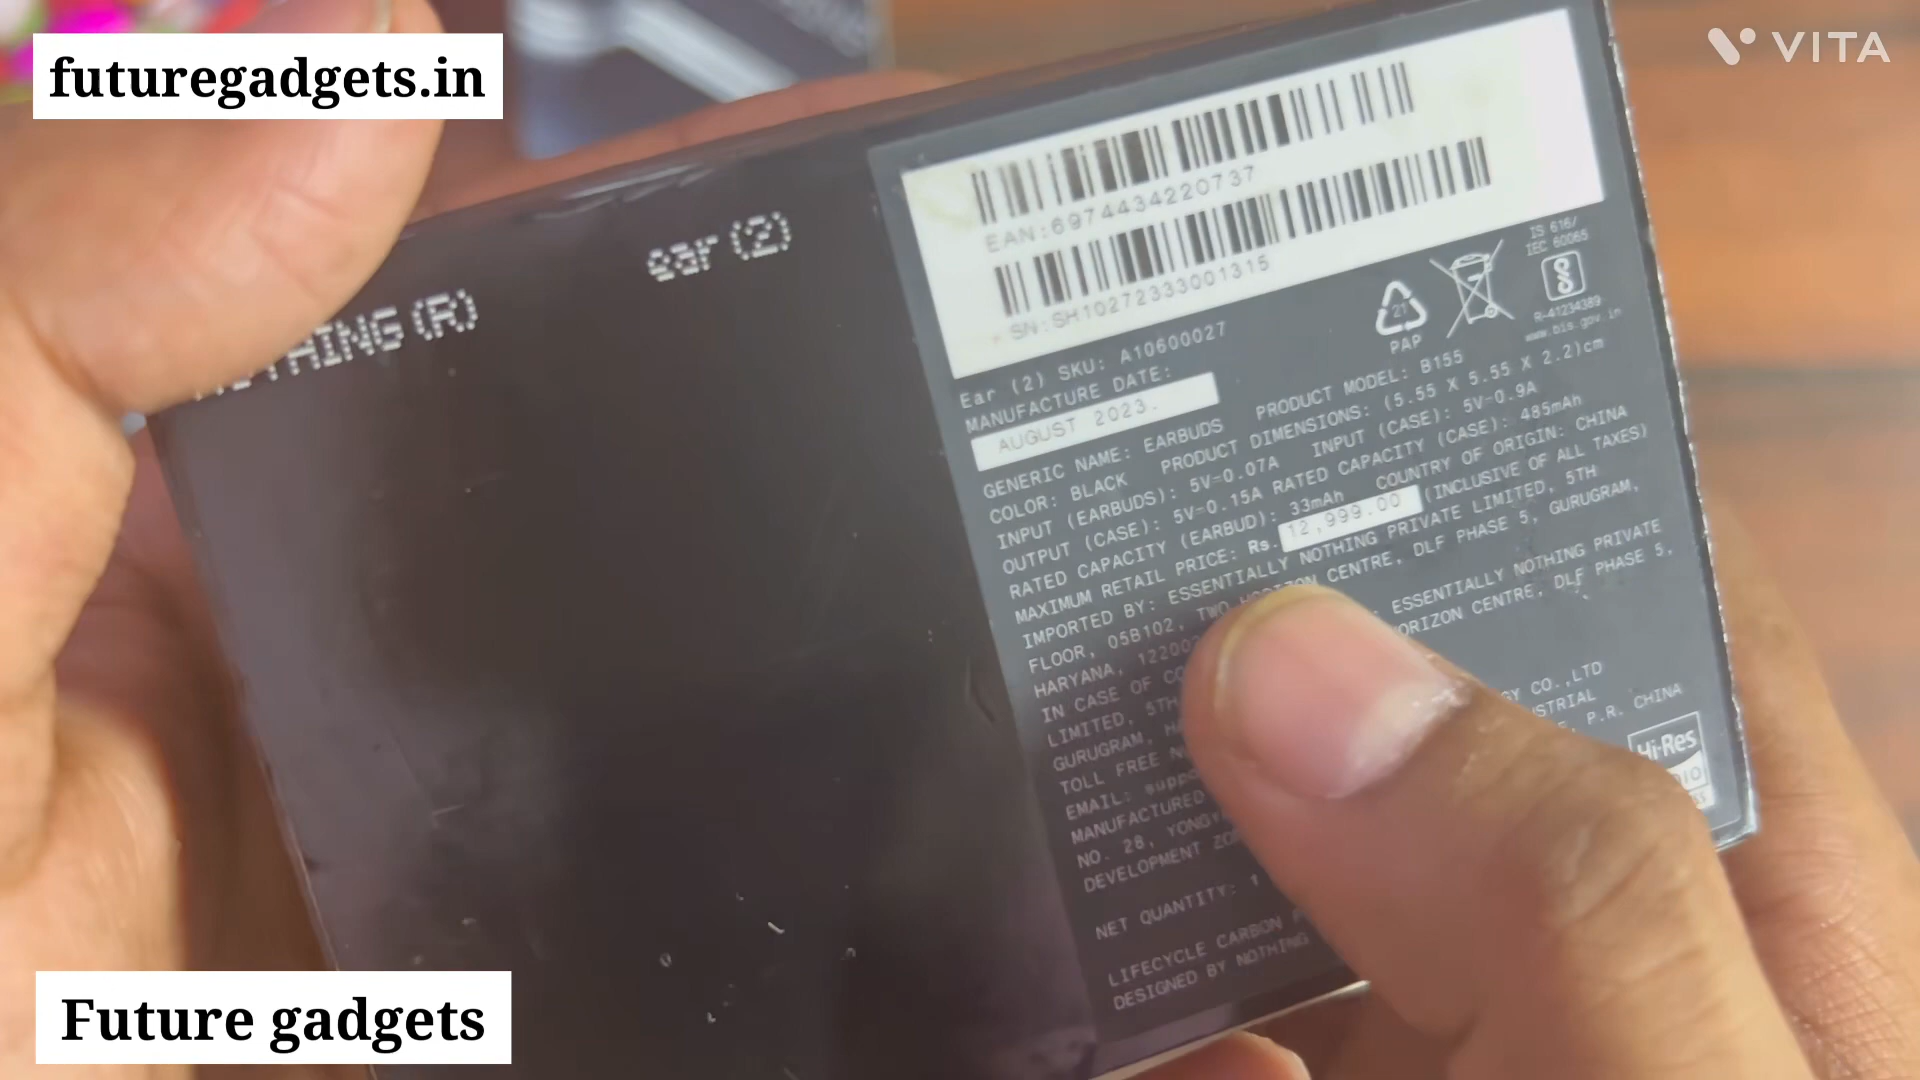 futuregadgets.in
VITA
NOTHING (R)
ear (2)
EAN:6974434220737
SN:SH10272333001315
IS 616/
IEC 60065
R-41234389
www.bis.gov.in
21
PAP
Ear (2) SKU: A10600027
MANUFACTURE DATE:
AUGUST 2023.
PRODUCT MODEL: B155
GENERIC NAME: EARBUDS PRODUCT DIMENSIONS: (5.55 X 5.55 X 2.2)cm
COLOR: BLACK INPUT (CASE): 5V⎓0.9A
INPUT (EARBUDS): 5V⎓0.07A RATED CAPACITY (CASE): 485mAh
OUTPUT (CASE): 5V⎓0.15A COUNTRY OF ORIGIN: CHINA
RATED CAPACITY (EARBUD): 33mAh
MAXIMUM RETAIL PRICE: Rs. 12,999.00 (INCLUSIVE OF ALL TAXES)
IMPORTED BY: ESSENTIALLY NOTHING PRIVATE LIMITED, 5TH
FLOOR, 05B102, TWO HORIZON CENTRE, DLF PHASE 5, GURUGRAM,
HARYANA,
IN CASE OF ESSENTIALLY NOTHING PRIVATE
LIMITED, 5TH HORIZON CENTRE, DLF PHASE 5,
GURUGRAM,
TOLL FREE
EMAIL:
MANUFACTURED CO.,LTD
NO. 28,
DEVELOPMENT P.R. CHINA
NET QUANTITY: 1
LIFECYCLE CARBON
DESIGNED BY NOTHING
Hi-Res
Future gadgets